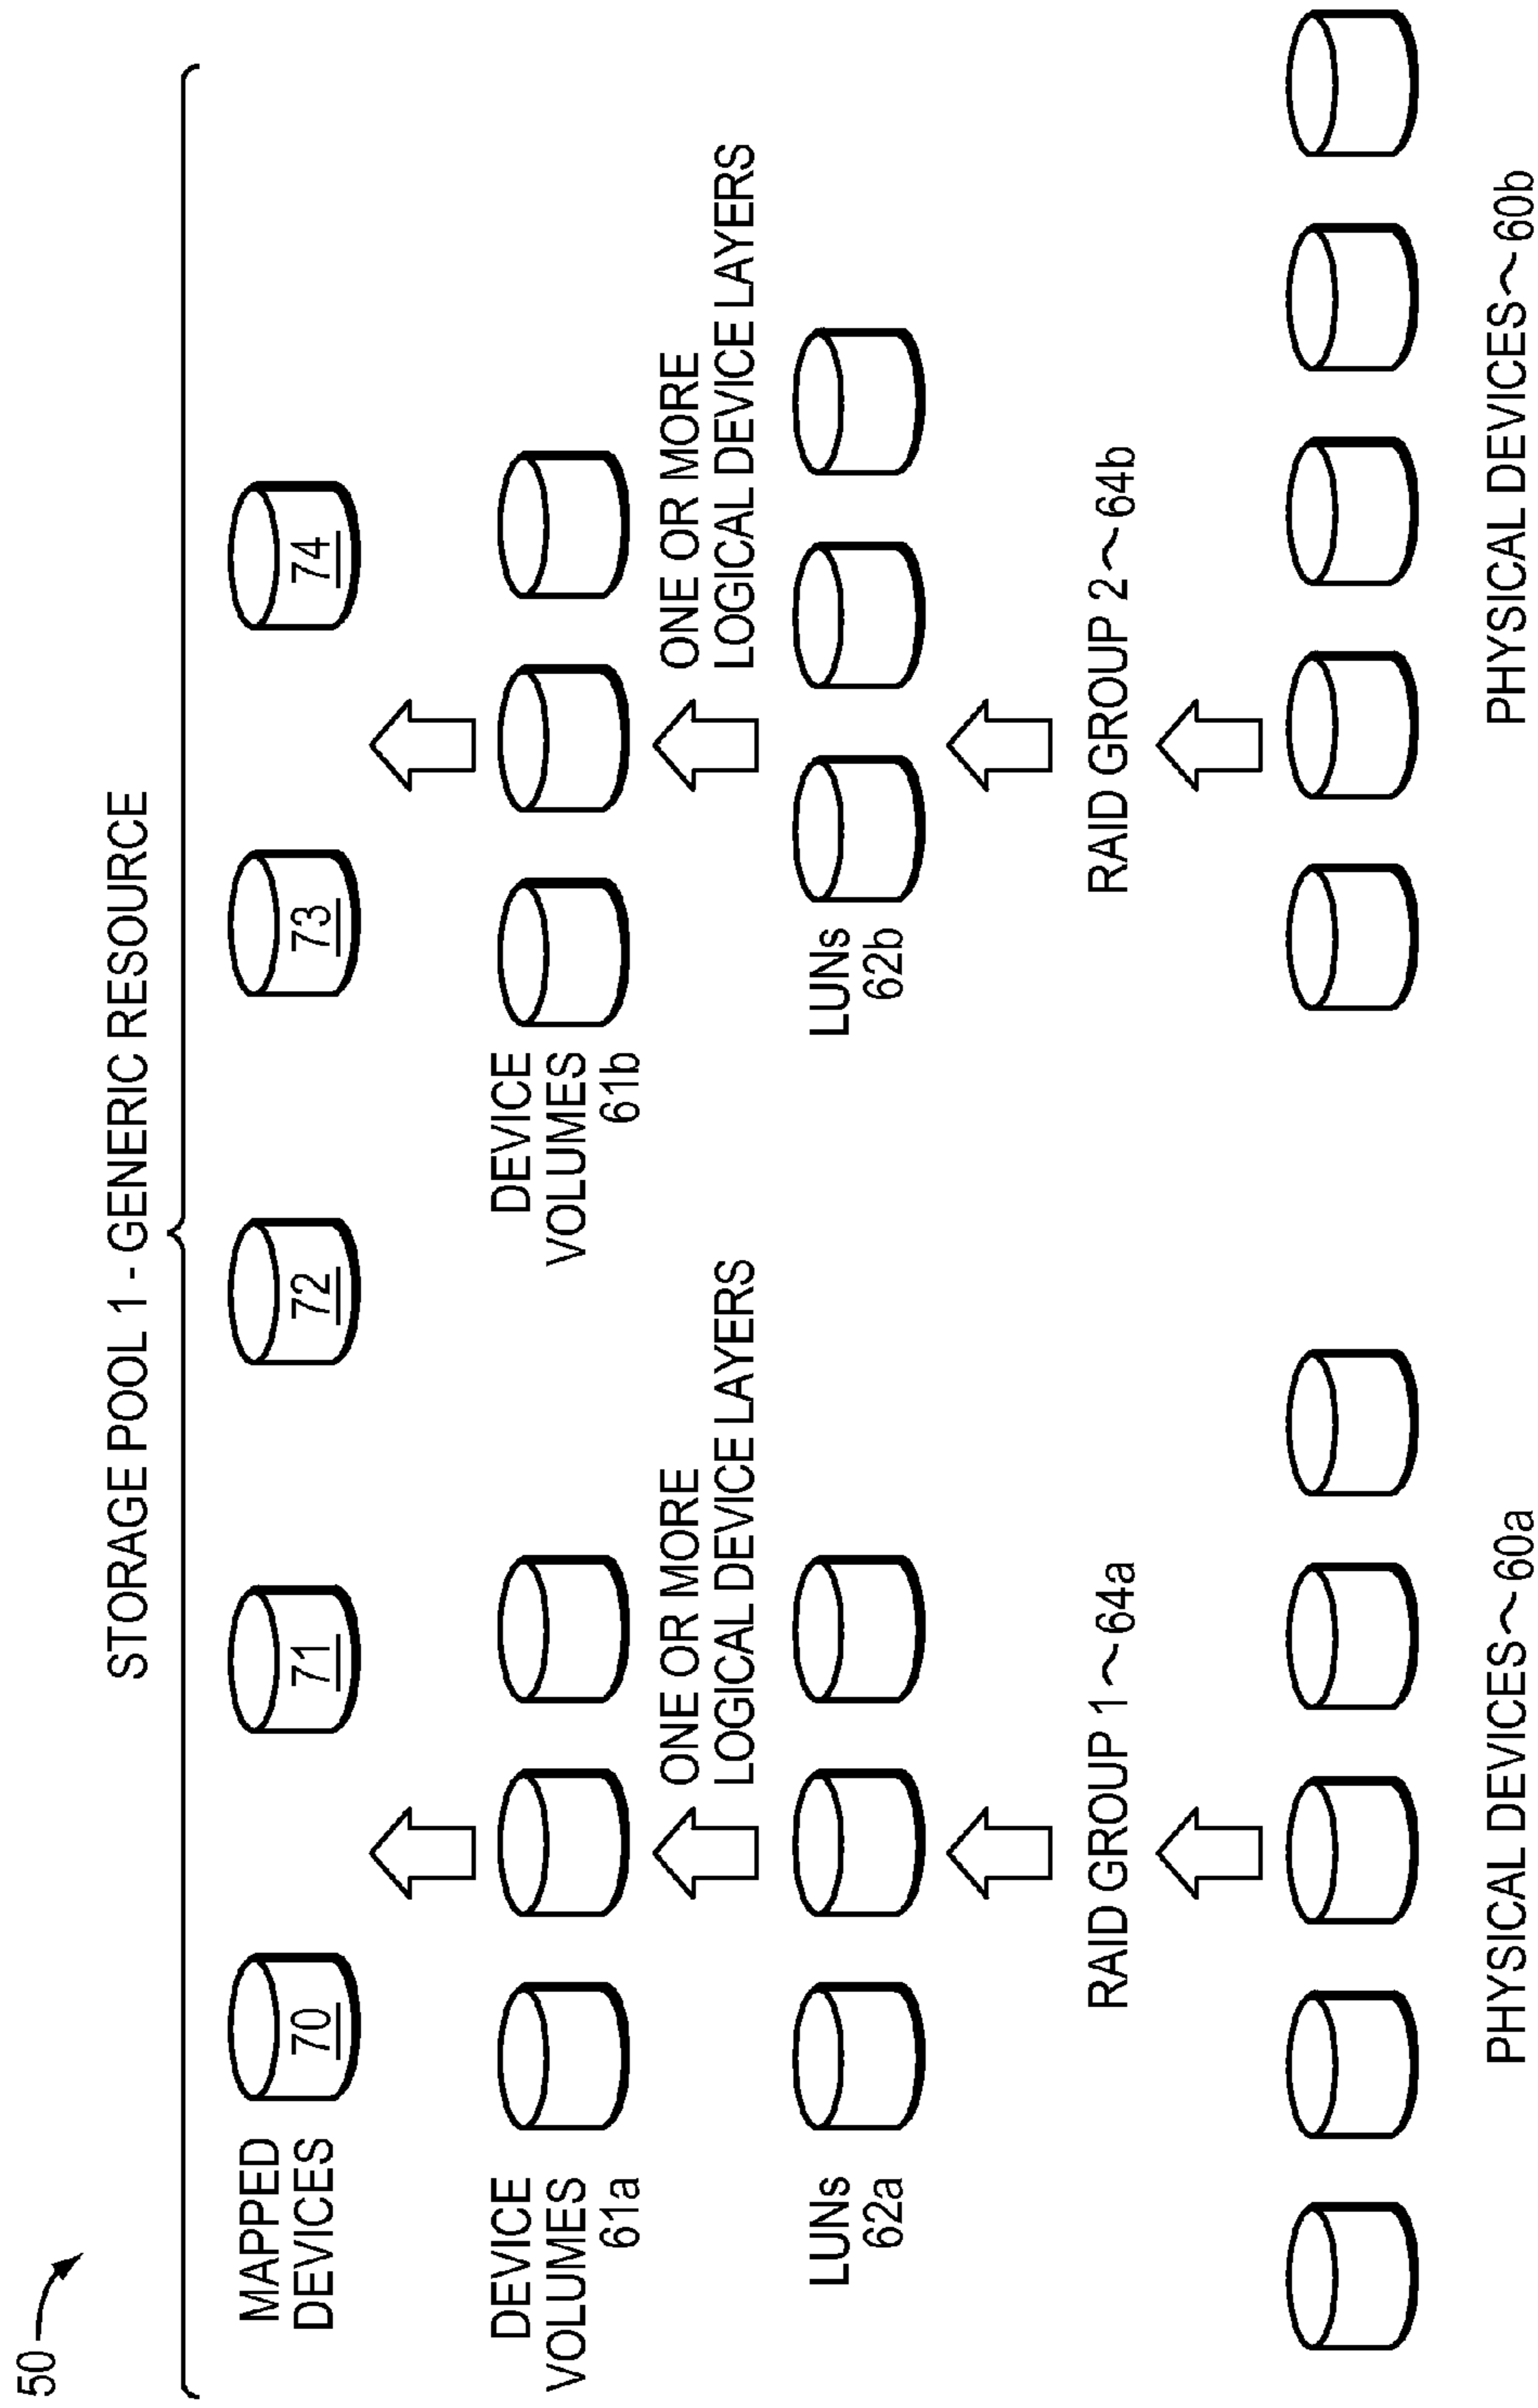 50
STORAGE POOL 1 - GENERIC RESOURCE
MAPPED
DEVICES
70
71
72
73
74
DEVICE
VOLUMES
61a
DEVICE
VOLUMES
61b
ONE OR MORE
LOGICAL DEVICE LAYERS
ONE OR MORE
LOGICAL DEVICE LAYERS
LUNs
62a
LUNs
62b
RAID GROUP 1~64a
RAID GROUP 2~64b
PHYSICAL DEVICES~60a
PHYSICAL DEVICES~60b